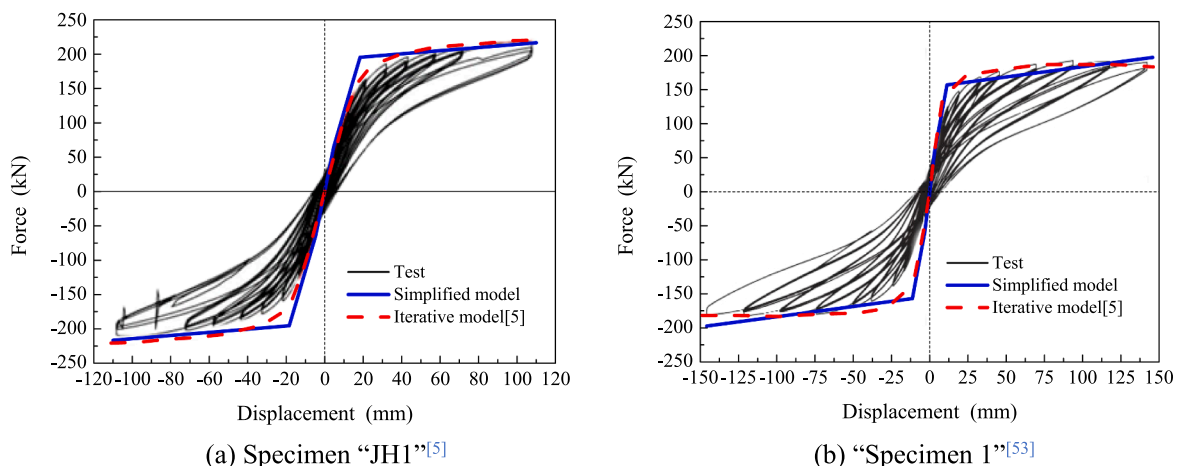 250
200
150
100
50
0
-50
-100
-150
-200
-250
Force (kN)
Test
Simplified model
Iterative model[5]
-120 -100 -80 -60 -40 -20 0 20 40 60 80 100 120
Displacement (mm)
(a) Specimen “JH1”[5]
250
200
150
100
50
0
-50
-100
-150
-200
-250
Force (kN)
Test
Simplified model
Iterative model[5]
-150 -125 -100 -75 -50 -25 0 25 50 75 100 125 150
Displacement (mm)
(b) “Specimen 1”[53]